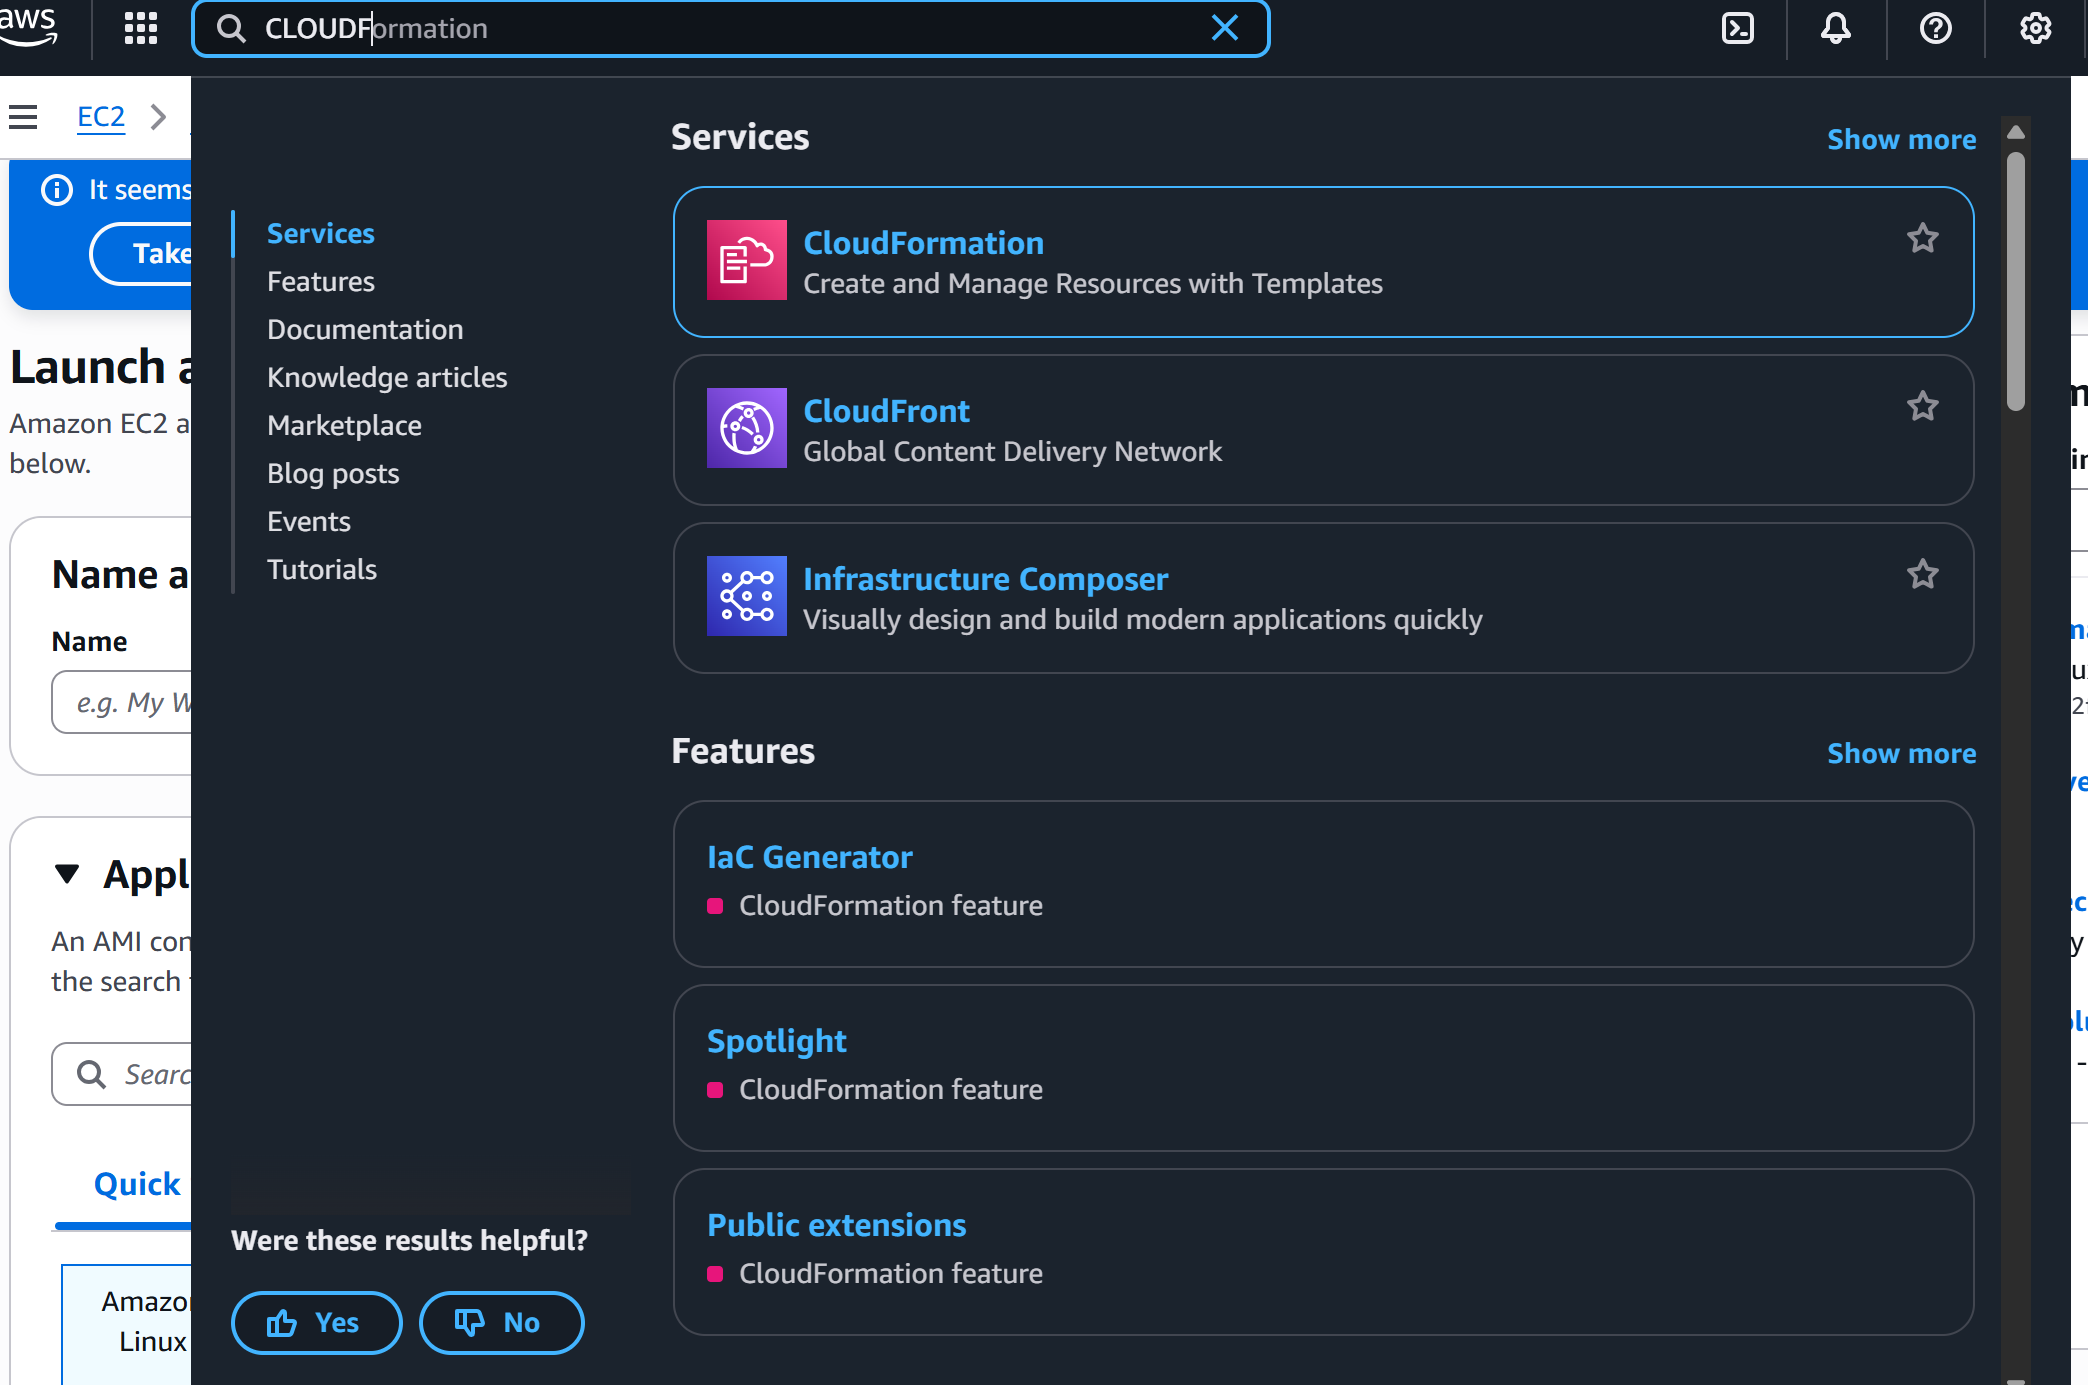 aws
CLOUDFormation
EC2
It seems
Take
Launch a
Amazon EC2 a
below.
Name a
Name
e.g. My W
Appl
An AMI con
the search
Searc
Quick
Amazon
Linux
Services
Features
Documentation
Knowledge articles
Marketplace
Blog posts
Events
Tutorials
Were these results helpful?
Yes
No
Services
Show more
CloudFormation
Create and Manage Resources with Templates
CloudFront
Global Content Delivery Network
Infrastructure Composer
Visually design and build modern applications quickly
Features
Show more
IaC Generator
CloudFormation feature
Spotlight
CloudFormation feature
Public extensions
CloudFormation feature